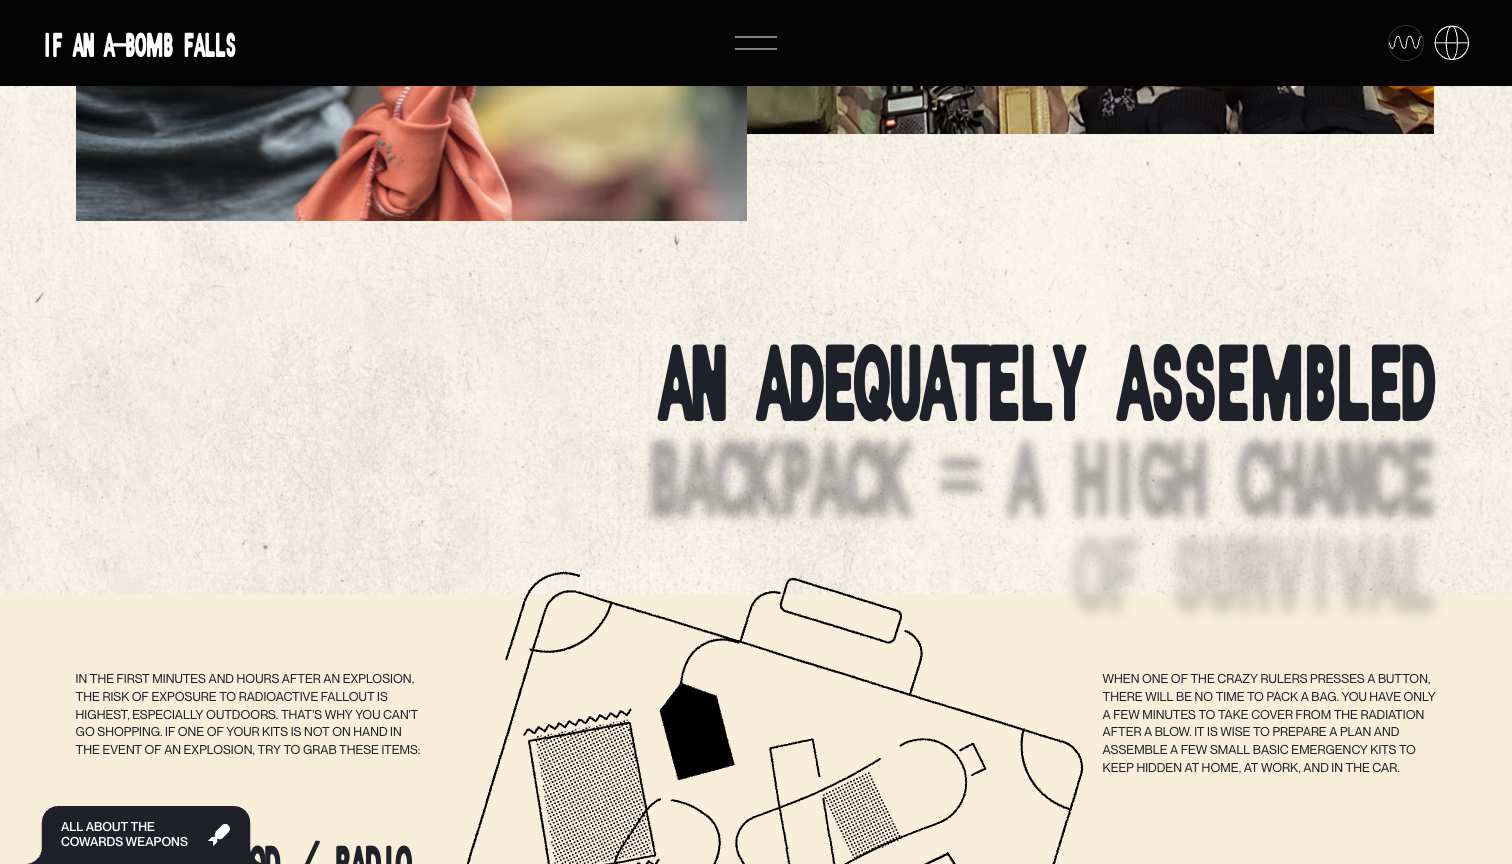 IF AN A-BOMB FALLS
AN ADEQUATELY ASSEMBLED
BACKPACK = A HIGH CHANCE
OF SURVIVAL
IN THE FIRST MINUTES AND HOURS AFTER AN EXPLOSION,
THE RISK OF EXPOSURE TO RADIOACTIVE FALLOUT IS
HIGHEST, ESPECIALLY OUTDOORS. THAT'S WHY YOU CAN'T
GO SHOPPING. IF ONE OF YOUR KITS IS NOT ON HAND IN
THE EVENT OF AN EXPLOSION, TRY TO GRAB THESE ITEMS:
WHEN ONE OF THE CRAZY RULERS PRESSES A BUTTON,
THERE WILL BE NO TIME TO PACK A BAG. YOU HAVE ONLY
A FEW MINUTES TO TAKE COVER FROM THE RADIATION
AFTER A BLOW. IT IS WISE TO PREPARE A PLAN AND
ASSEMBLE A FEW SMALL BASIC EMERGENCY KITS TO
KEEP HIDDEN AT HOME, AT WORK, AND IN THE CAR.
ALL ABOUT THE
COWARDS WEAPONS
/ RADIO